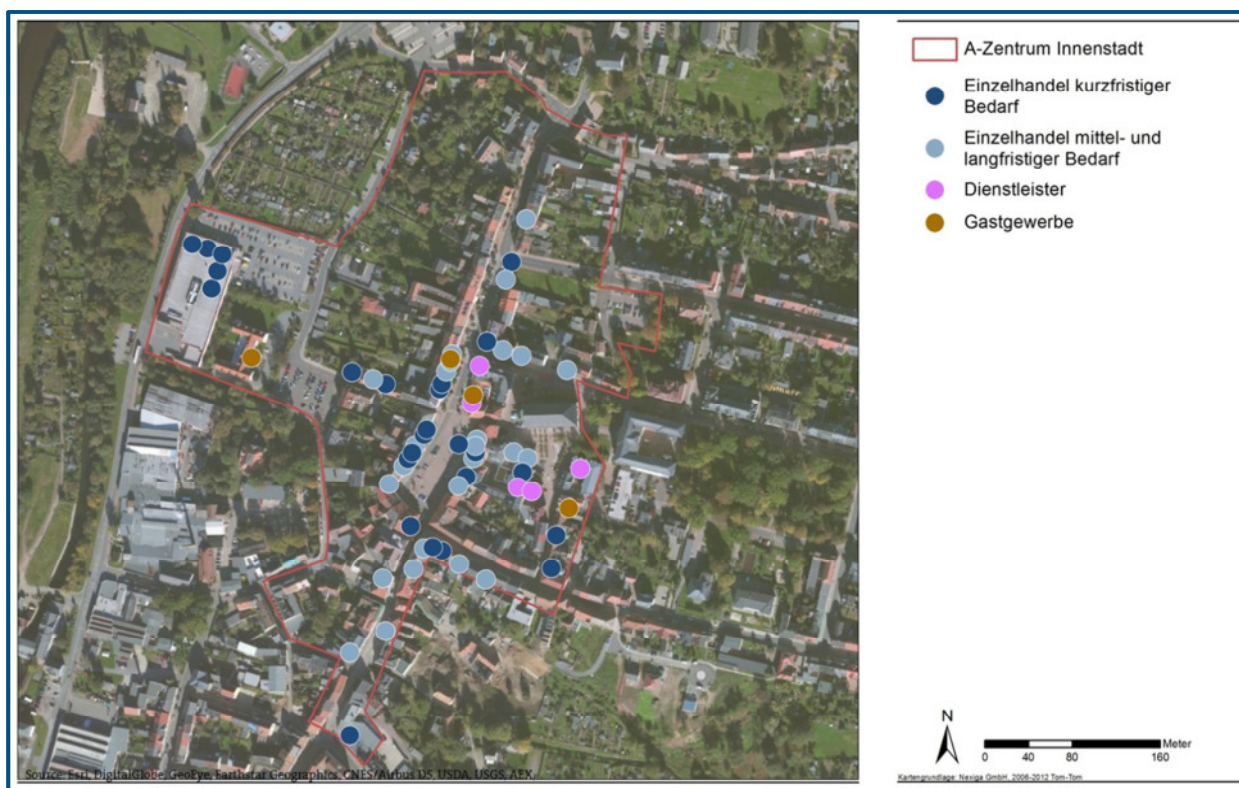 A-Zentrum Innenstadt
Einzelhandel kurzfristiger
Bedarf
Einzelhandel mittel- und
langfristiger Bedarf
Dienstleister
Gastgewerbe
N
Meter
0 40 80 160
Kartengrundlage: Nexiga GmbH, 2006-2012 Tom-Tom
Source: Esri, DigitalGlobe, GeoEye, Earthstar Geographics, CNES/Airbus DS, USDA, USGS, AEX,